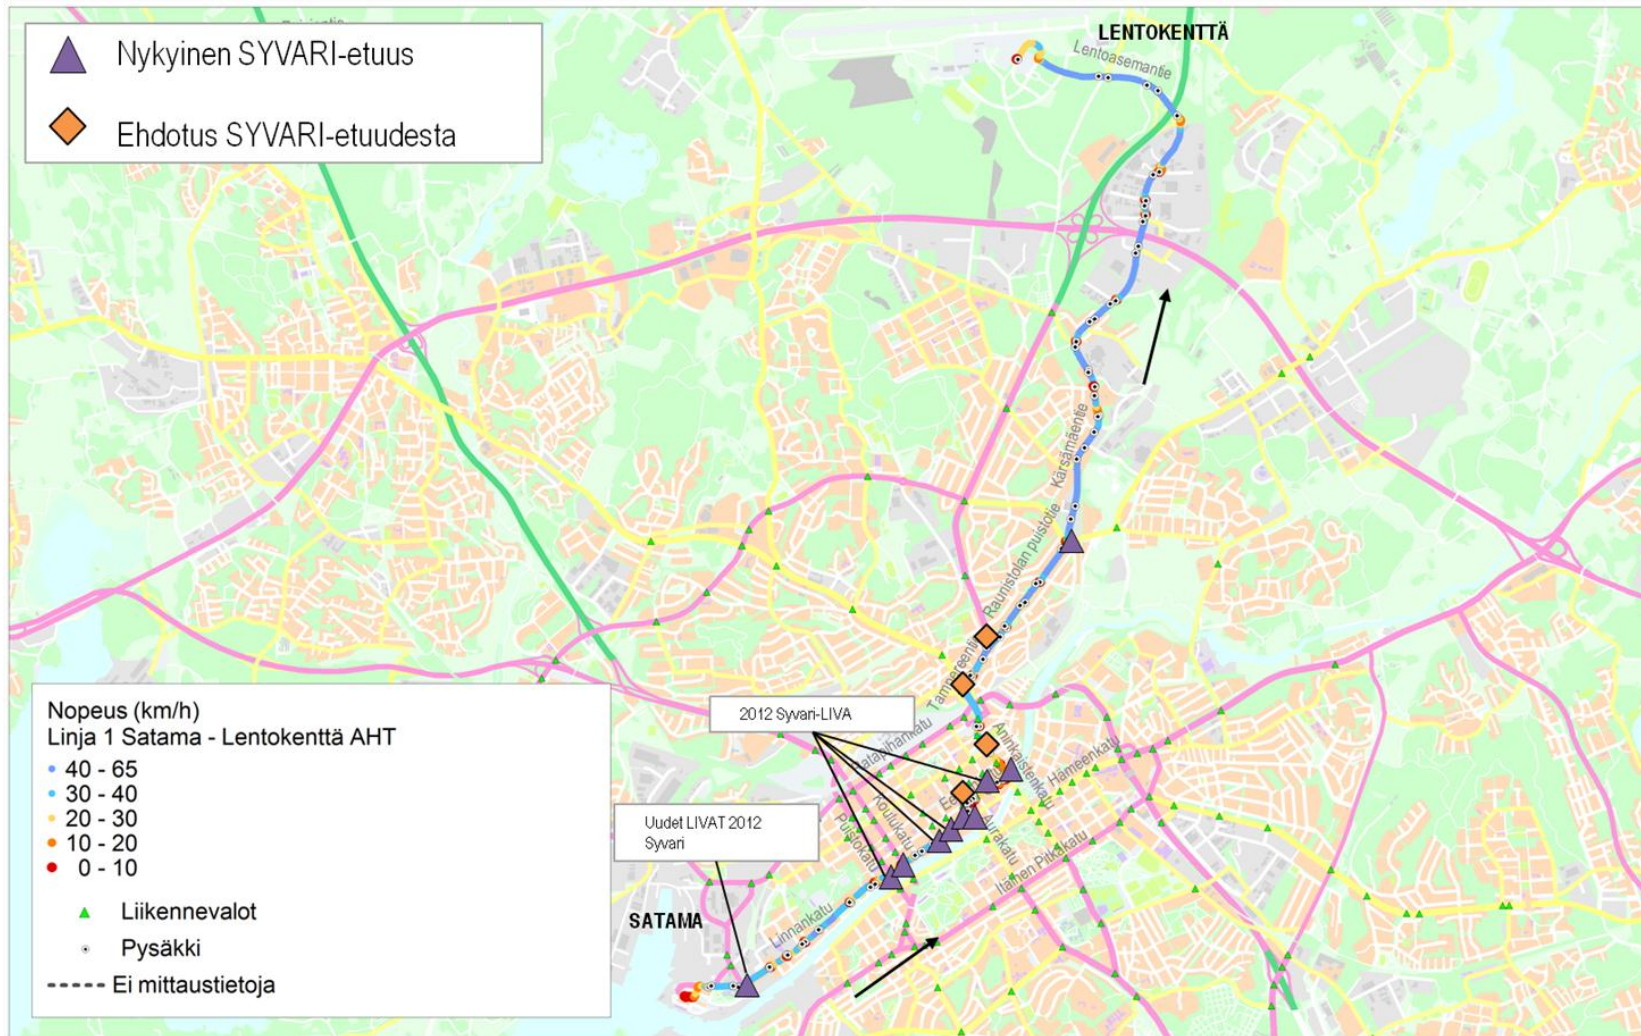 Nykyinen SYVARI-etuus
Ehdotus SYVARI-etuudesta
LENTOKENTTÄ
Lentoasemantie
Kärsämäentie
Raunistolan puistotie
Tampereentie
2012 Syvari-LIVA
Ratapihankatu
Aninkaistenkatu
Hämeenkatu
Koulukatu
Puistokatu
Aurakatu
Itäinen Pitkäkatu
Uudet LIVAT 2012
Syvari
SATAMA
Linnankatu
Nopeus (km/h)
Linja 1 Satama - Lentokenttä AHT
40 - 65
30 - 40
20 - 30
10 - 20
0 - 10
Liikennevalot
Pysäkki
Ei mittaustietoja